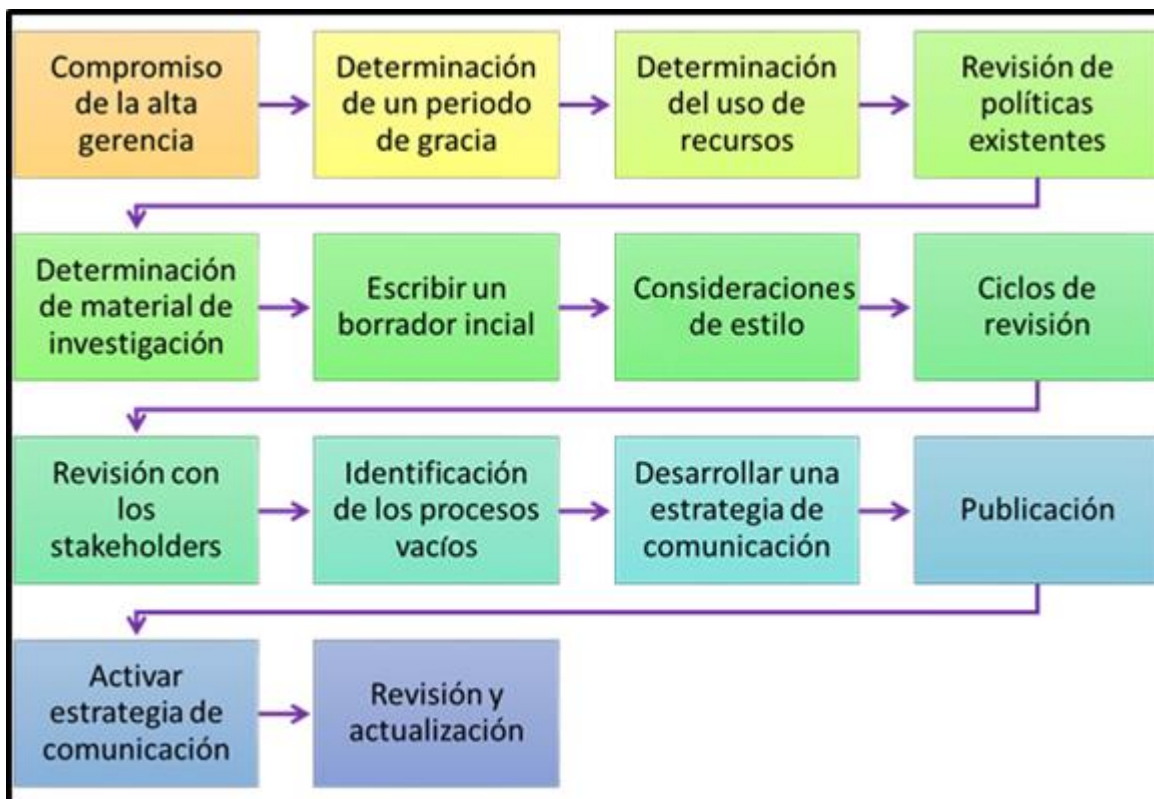 Compromiso
de la alta
gerencia
Determinación
de un periodo
de gracia
Determinación
del uso de
recursos
Revisión de
políticas
existentes
Determinación
de material de
investigación
Escribir un
borrador incial
Consideraciones
de estilo
Ciclos de
revisión
Revisión con
los
stakeholders
Identificación
de los procesos
vacíos
Desarrollar una
estrategia de
comunicación
Publicación
Activar
estrategia de
comunicación
Revisión y
actualización